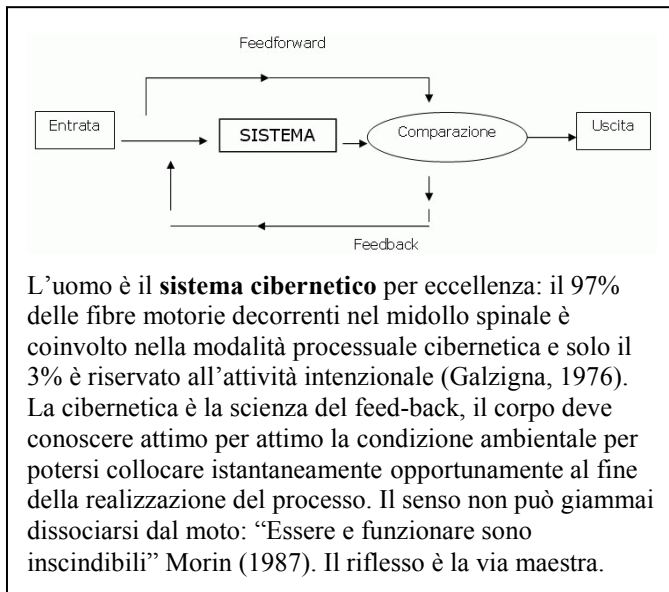 Feedforward
Entrata
SISTEMA
Comparazione
Uscita
Feedback
L’uomo è il sistema cibernetico per eccellenza: il 97%
delle fibre motorie decorrenti nel midollo spinale è
coinvolto nella modalità processuale cibernetica e solo il
3% è riservato all’attività intenzionale (Galzigna, 1976).
La cibernetica è la scienza del feed-back, il corpo deve
conoscere attimo per attimo la condizione ambientale per
potersi collocare istantaneamente opportunamente al fine
della realizzazione del processo. Il senso non può giammai
dissociarsi dal moto: “Essere e funzionare sono
inscindibili” Morin (1987). Il riflesso è la via maestra.